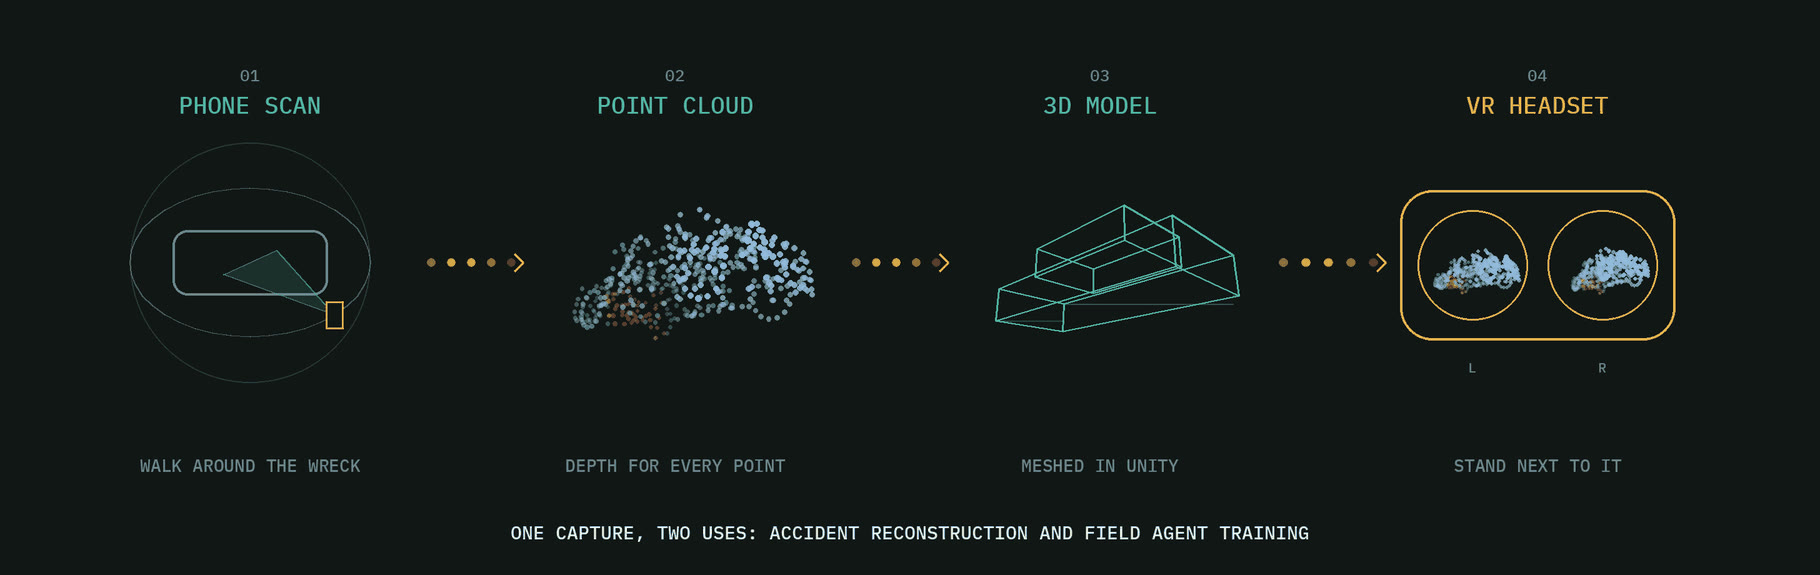 01
PHONE SCAN
WALK AROUND THE WRECK
02
POINT CLOUD
DEPTH FOR EVERY POINT
03
3D MODEL
MESHED IN UNITY
04
VR HEADSET
L
R
STAND NEXT TO IT
ONE CAPTURE, TWO USES: ACCIDENT RECONSTRUCTION AND FIELD AGENT TRAINING